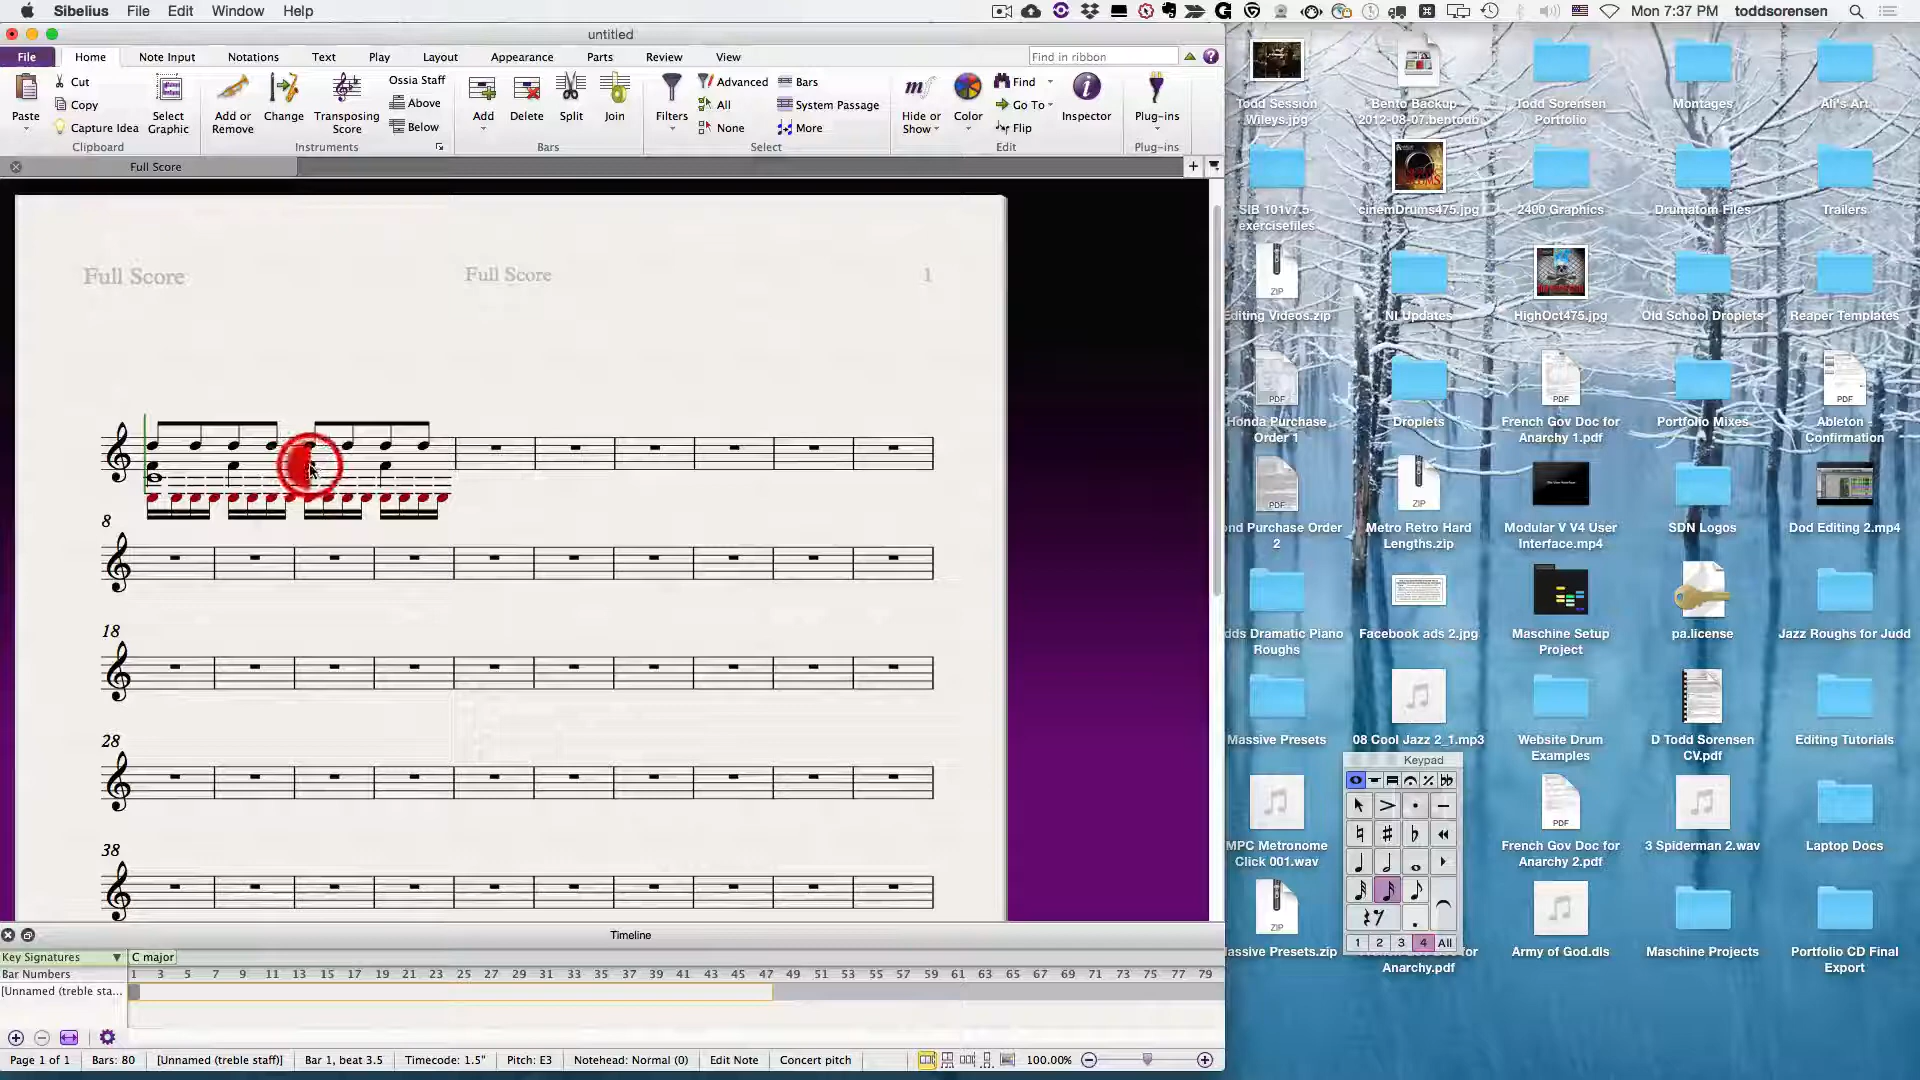 Sibelius File Edit Window Help
Mon 7:37 PM toddsorensen
untitled
File Home Note Input Notations Text Play Layout Appearance Parts Review View Find in ribbon
Paste Cut Copy Capture Idea Select Graphic Clipboard
Add or Remove Change Transposing Score Ossia Staff Above Below Instruments
Add Delete Split Join Bars
Filters Advanced All None Bars System Passage More Select
Hide or Show Color Find Go To Flip Inspector Edit
Plug-ins Plug-ins
Full Score
Full Score Full Score 1
8
18
28
38
Timeline
Key Signatures C major
Bar Numbers 1 3 5 7 9 11 13 15 17 19 21 23 25 27 29 31 33 35 37 39 41 43 45 47 49 51 53 55 57 59 61 63 65 67 69 71 73 75 77 79
[Unnamed (treble sta...
Page 1 of 1 Bars: 80 [Unnamed (treble staff)] Bar 1, beat 3.5 Timecode: 1.5" Pitch: E3 Notehead: Normal (0) Edit Note Concert pitch 100.00%
Todd Session Wileys.jpg
Bento Backup 2012-08-07.bentodb
Todd Sorensen Portfolio
Montages
Ali's Art
SIB 101v7.5-exercisefiles
cinemDrums475.jpg
2400 Graphics
Drumatom Files
Trailers
Editing Videos.zip
NI Updates
HighOct475.jpg
Old School Droplets
Reaper Templates
PDF
Honda Purchase Order 1
Droplets
PDF
French Gov Doc for Anarchy 1.pdf
Portfolio Mixes
PDF
Ableton - Confirmation
ond Purchase Order 2
ZIP
Metro Retro Hard Lengths.zip
Modular V V4 User Interface.mp4
SDN Logos
Dod Editing 2.mp4
dds Dramatic Piano Roughs
Facebook ads 2.jpg
Maschine Setup Project
pa.license
Jazz Roughs for Judd
Massive Presets
08 Cool Jazz 2_1.mp3
Website Drum Examples
D Todd Sorensen CV.pdf
Editing Tutorials
Keypad
1 2 3 4 All
MPC Metronome Click 001.wav
PDF
French Gov Doc for Anarchy 2.pdf
3 Spiderman 2.wav
Laptop Docs
ZIP
assive Presets.zip
Anarchy.pdf
Army of God.dls
Maschine Projects
Portfolio CD Final Export